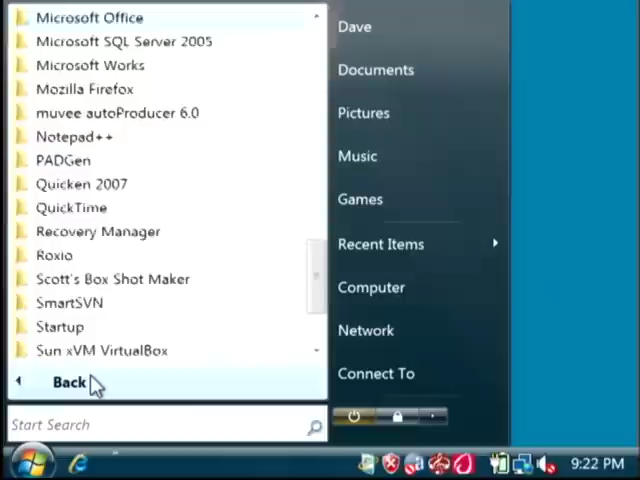 Microsoft Office
Microsoft SQL Server 2005
Microsoft Works
Mozilla Firefox
muvee autoProducer 6.0
Notepad++
PADGen
Quicken 2007
QuickTime
Recovery Manager
Roxio
Scott's Box Shot Maker
SmartSVN
Startup
Sun xVM VirtualBox
Back
Start Search
Dave
Documents
Pictures
Music
Games
Recent Items
Computer
Network
Connect To
9:22 PM